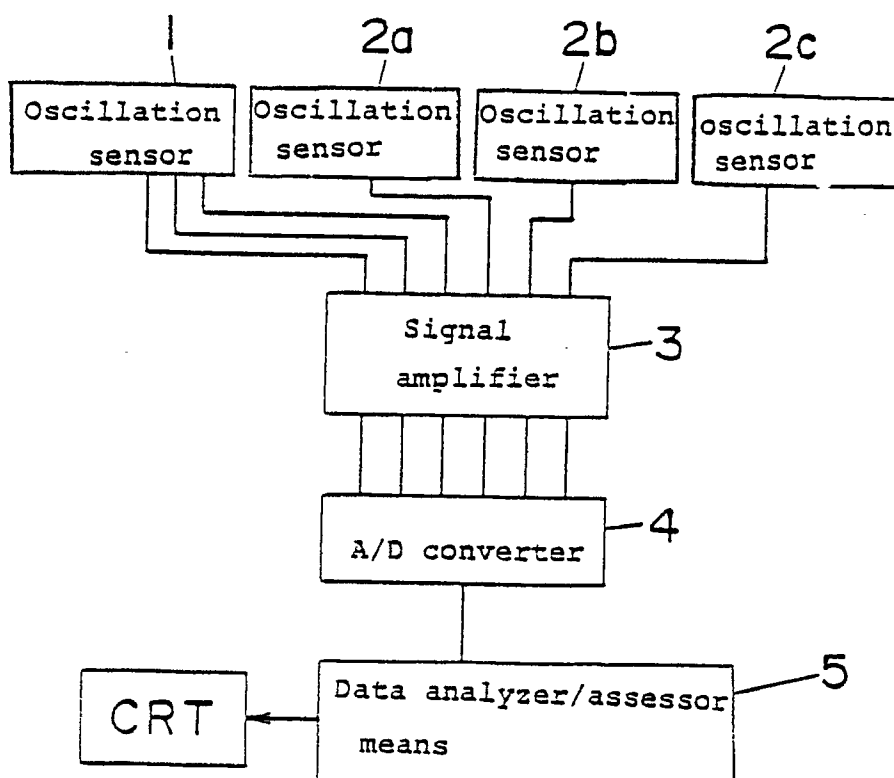 1 2a 2b 2c
Oscillation
sensor
Oscillation
sensor
Oscillation
sensor
oscillation
sensor
Signal
amplifier
3
A/D converter
4
Data analyzer/assessor
means
5
CRT